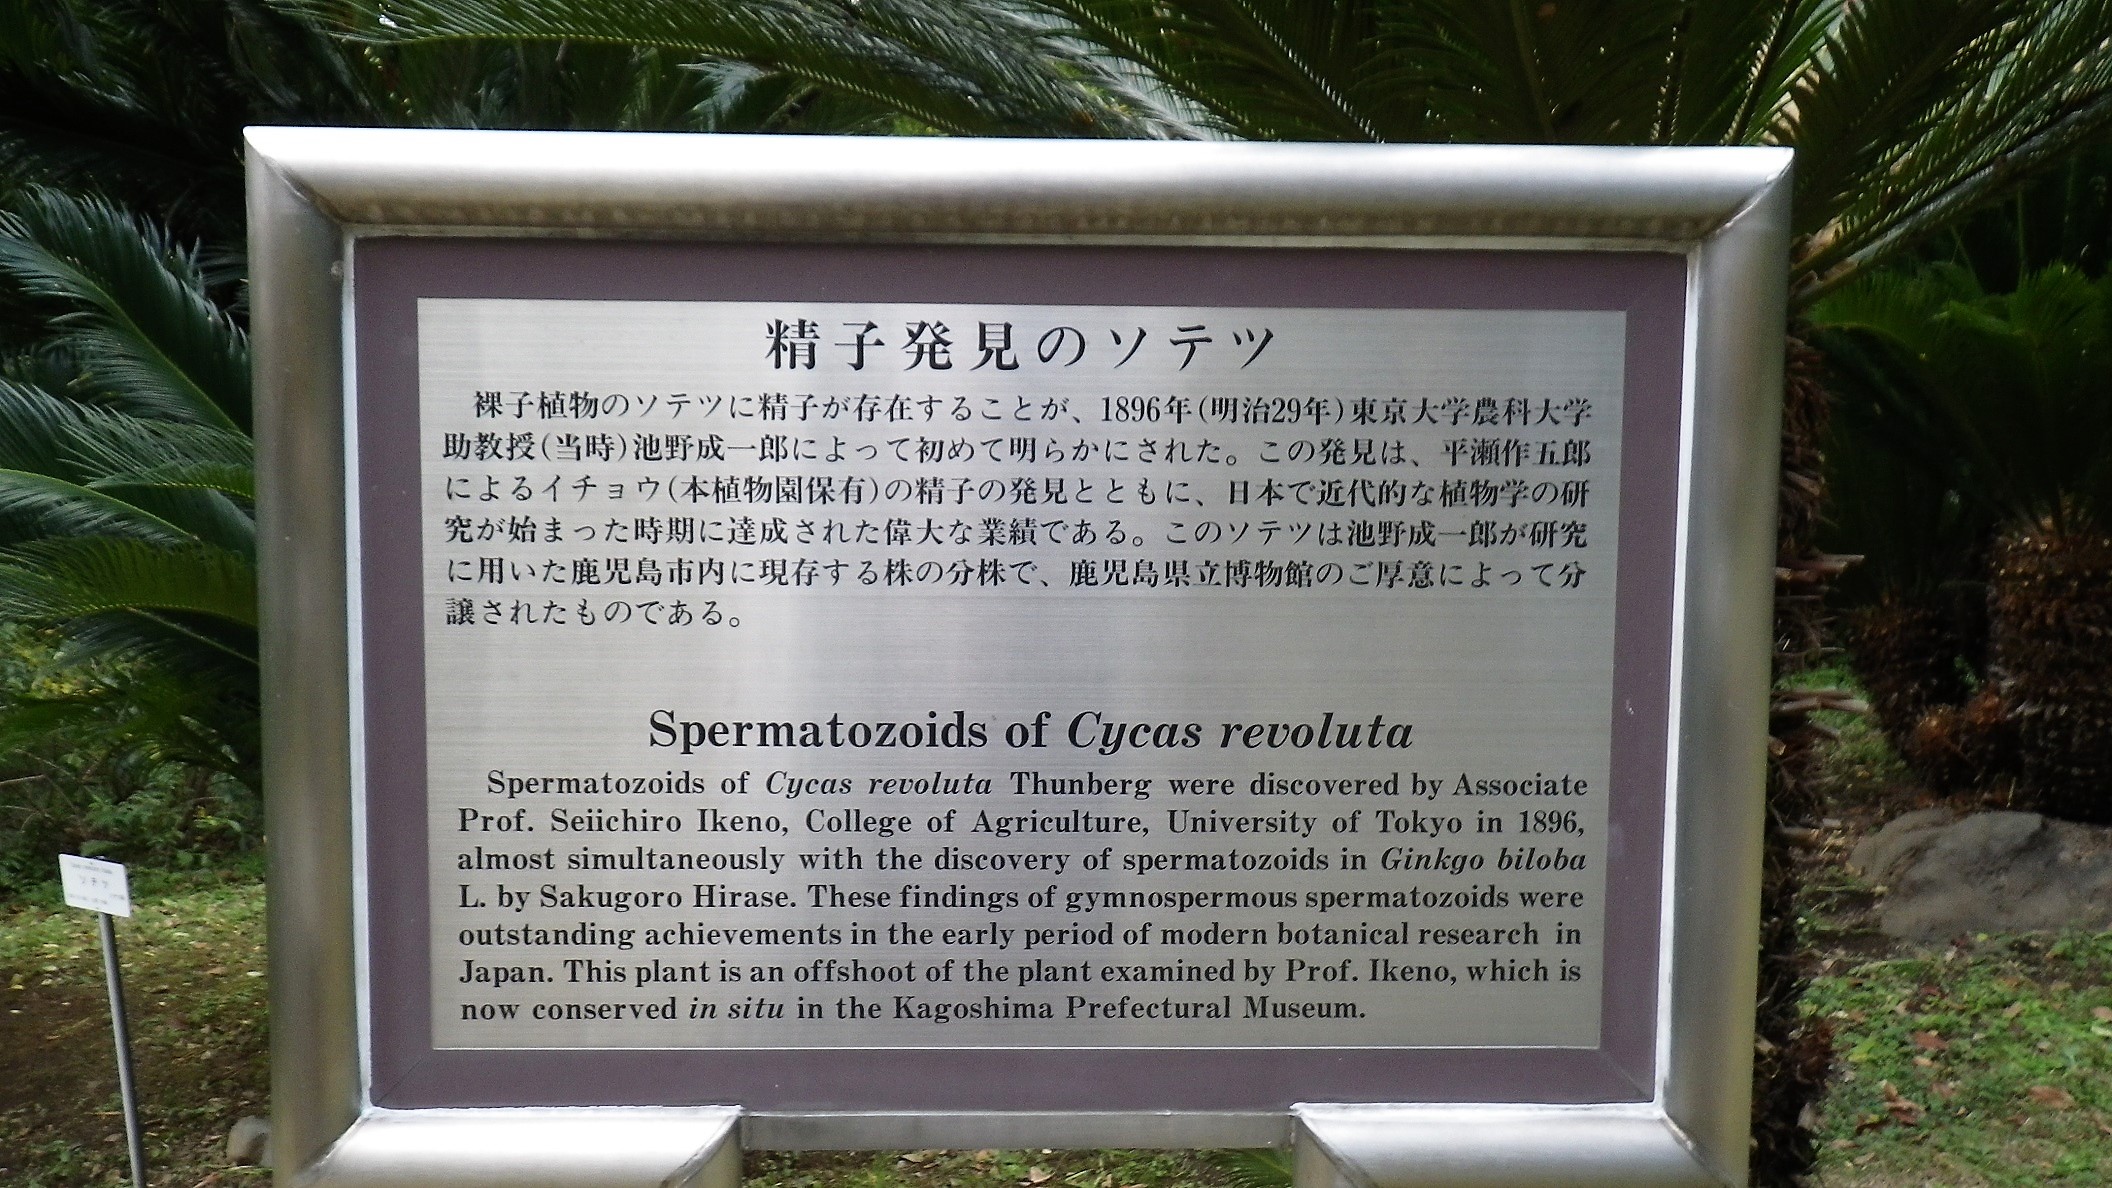 精子発見のソテツ
裸子植物のソテツに精子が存在することが、1896年(明治29年)東京大学農科大学
助教授(当時)池野成一郎によって初めて明らかにされた。この発見は、平瀬作五郎
によるイチョウ(本植物園保有)の精子の発見とともに、日本で近代的な植物学の研
究が始まった時期に達成された偉大な業績である。このソテツは池野成一郎が研究
に用いた鹿児島市内に現存する株の分株で、鹿児島県立博物館のご厚意によって分
譲されたものである。
Spermatozoids of Cycas revoluta
Spermatozoids of Cycas revoluta Thunberg were discovered by Associate
Prof. Seiichiro Ikeno, College of Agriculture, University of Tokyo in 1896,
almost simultaneously with the discovery of spermatozoids in Ginkgo biloba
L. by Sakugoro Hirase. These findings of gymnospermous spermatozoids were
outstanding achievements in the early period of modern botanical research in
Japan. This plant is an offshoot of the plant examined by Prof. Ikeno, which is
now conserved in situ in the Kagoshima Prefectural Museum.
ソテツ